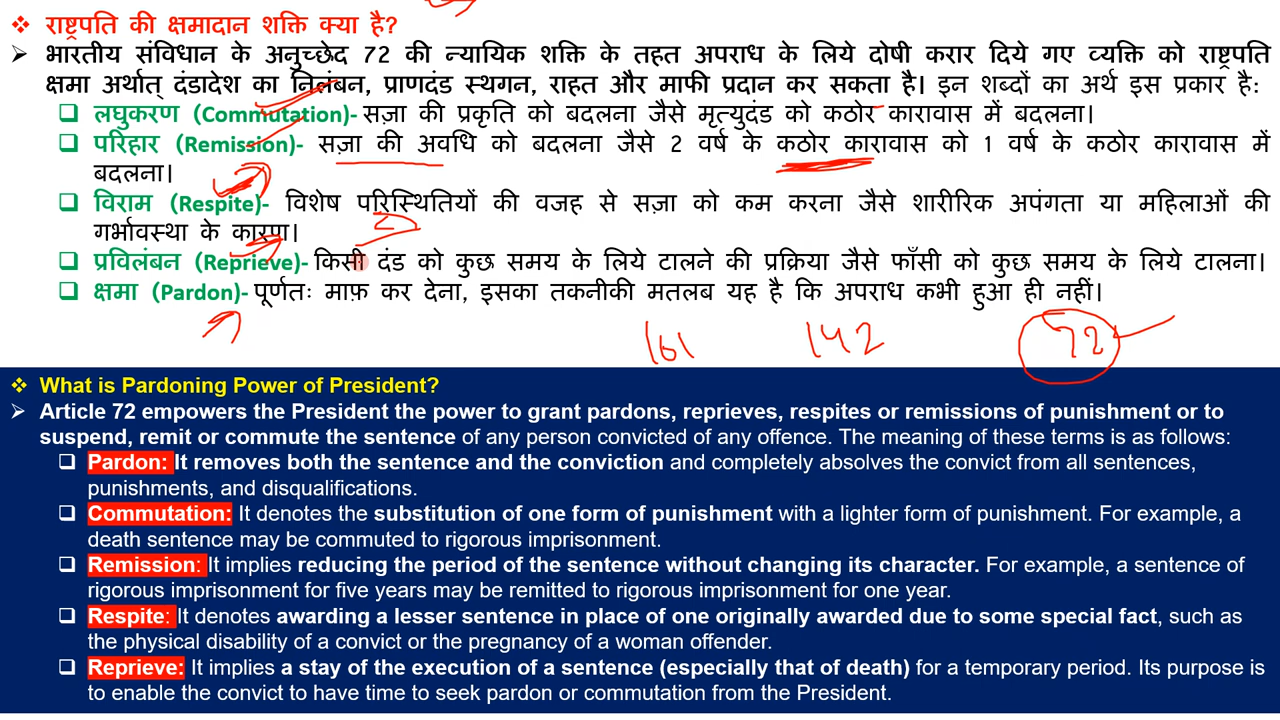 ❖ राष्ट्रपति की क्षमादान शक्ति क्या है?
➢ भारतीय संविधान के अनुच्छेद 72 की न्यायिक शक्ति के तहत अपराध के लिये दोषी करार दिये गए व्यक्ति को राष्ट्रपति
क्षमा अर्थात् दंडादेश का निलंबन, प्राणदंड स्थगन, राहत और माफी प्रदान कर सकता है। इन शब्दों का अर्थ इस प्रकार है:
❑ लघुकरण (Commutation)- सज़ा की प्रकृति को बदलना जैसे मृत्युदंड को कठोर कारावास में बदलना।
❑ परिहार (Remission)- सज़ा की अवधि को बदलना जैसे 2 वर्ष के कठोर कारावास को 1 वर्ष के कठोर कारावास में
बदलना।
❑ विराम (Respite)- विशेष परिस्थितियों की वजह से सज़ा को कम करना जैसे शारीरिक अपंगता या महिलाओं की
गर्भावस्था के कारण।
❑ प्रविलंबन (Reprieve)- किसी दंड को कुछ समय के लिये टालने की प्रक्रिया जैसे फाँसी को कुछ समय के लिये टालना।
❑ क्षमा (Pardon)- पूर्णतः माफ़ कर देना, इसका तकनीकी मतलब यह है कि अपराध कभी हुआ ही नहीं।
161 142 72
❖ What is Pardoning Power of President?
➢ Article 72 empowers the President the power to grant pardons, reprieves, respites or remissions of punishment or to
suspend, remit or commute the sentence of any person convicted of any offence. The meaning of these terms is as follows:
❑ Pardon: It removes both the sentence and the conviction and completely absolves the convict from all sentences,
punishments, and disqualifications.
❑ Commutation: It denotes the substitution of one form of punishment with a lighter form of punishment. For example, a
death sentence may be commuted to rigorous imprisonment.
❑ Remission: It implies reducing the period of the sentence without changing its character. For example, a sentence of
rigorous imprisonment for five years may be remitted to rigorous imprisonment for one year.
❑ Respite: It denotes awarding a lesser sentence in place of one originally awarded due to some special fact, such as
the physical disability of a convict or the pregnancy of a woman offender.
❑ Reprieve: It implies a stay of the execution of a sentence (especially that of death) for a temporary period. Its purpose is
to enable the convict to have time to seek pardon or commutation from the President.